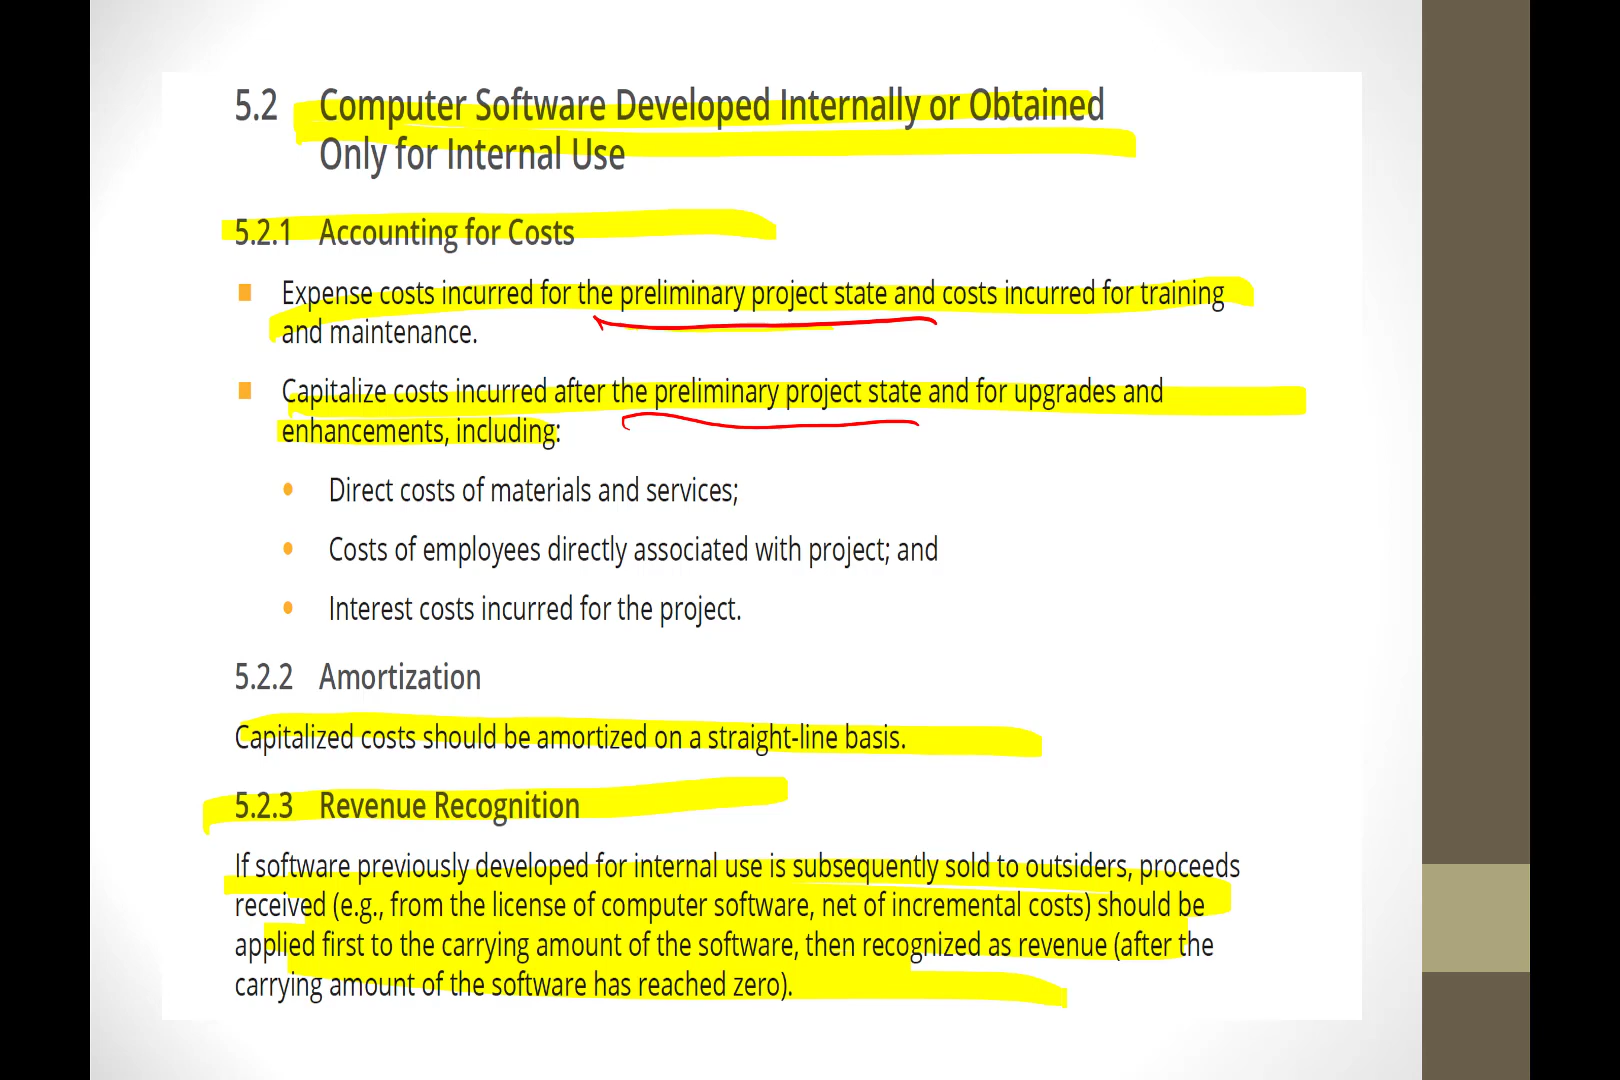 5.2 Computer Software Developed Internally or Obtained
Only for Internal Use
5.2.1 Accounting for Costs
Expense costs incurred for the preliminary project state and costs incurred for training
and maintenance.
Capitalize costs incurred after the preliminary project state and for upgrades and
enhancements, including:
Direct costs of materials and services;
Costs of employees directly associated with project; and
Interest costs incurred for the project.
5.2.2 Amortization
Capitalized costs should be amortized on a straight-line basis.
5.2.3 Revenue Recognition
If software previously developed for internal use is subsequently sold to outsiders, proceeds
received (e.g., from the license of computer software, net of incremental costs) should be
applied first to the carrying amount of the software, then recognized as revenue (after the
carrying amount of the software has reached zero).